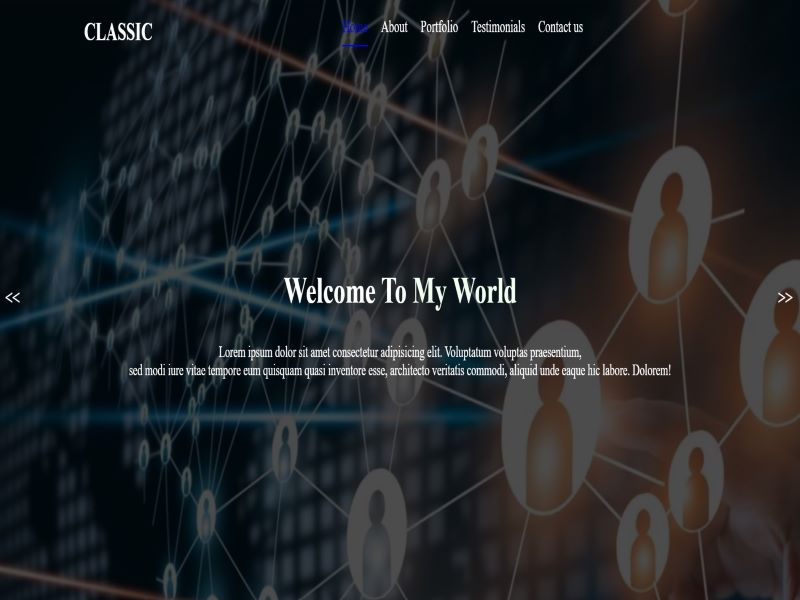 CLASSIC
Home About Portfolio Testimonials Contact us
<< >>
Welcome To My World
Lorem ipsum dolor sit amet consectetur adipisicing elit. Voluptatum voluptas praesentium,
sed modi iure vitae tempore eum quisquam quasi inventore esse, architecto veritatis commodi, aliquid unde eaque hic labore. Dolorem!